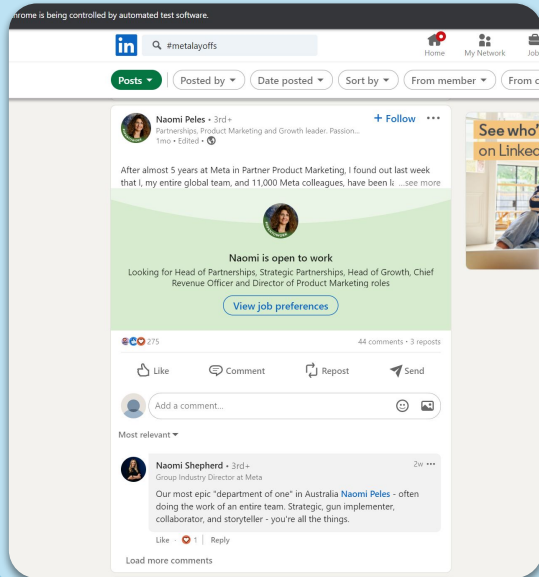 hrome is being controlled by automated test software.
in
#metalayoffs
Home
My Network
Job
Posts
Posted by
Date posted
Sort by
From member
From c
Naomi Peles • 3rd+
+ Follow •••
Partnerships, Product Marketing and Growth leader. Passion...
1mo • Edited •
After almost 5 years at Meta in Partner Product Marketing, I found out last week
that I, my entire global team, and 11,000 Meta colleagues, have been la ...see more
Naomi is open to work
Looking for Head of Partnerships, Strategic Partnerships, Head of Growth, Chief
Revenue Officer and Director of Product Marketing roles
View job preferences
275
44 comments • 3 reposts
Like
Comment
Repost
Send
Add a comment...
Most relevant
Naomi Shepherd • 3rd+
2w •••
Group Industry Director at Meta
Our most epic "department of one" in Australia Naomi Peles - often
doing the work of an entire team. Strategic, gun implementer,
collaborator, and storyteller - you're all the things.
Like · 1 | Reply
Load more comments
See who'
on Linked